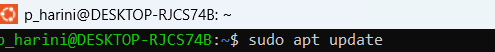 p_harini@DESKTOP-RJCS74B: ~
p_harini@DESKTOP-RJCS74B:~$ sudo apt update